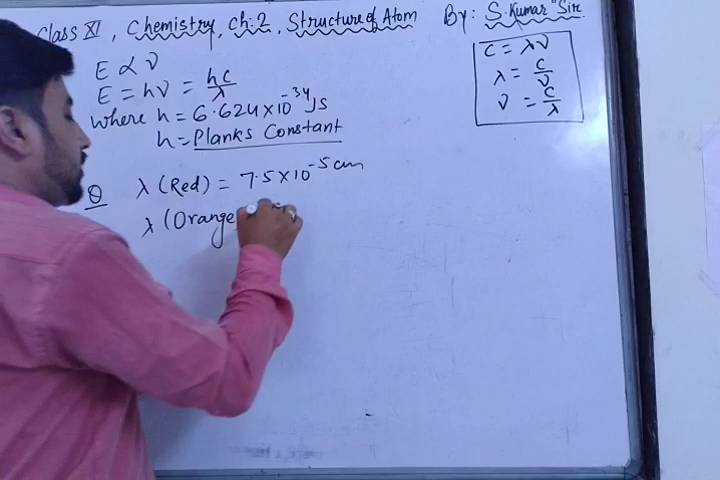 Class XI, Chemistry, Ch:2, Structure of Atom By: S. Kumar "Sir"
C = λν
λ = C/ν
ν = C/λ
E ∝ ν
E = hν = hc/λ
where h = 6.624×10⁻³⁴ Js
h = Planks Constant
Q λ (Red) = 7.5×10⁻⁵ cm
λ (Orange